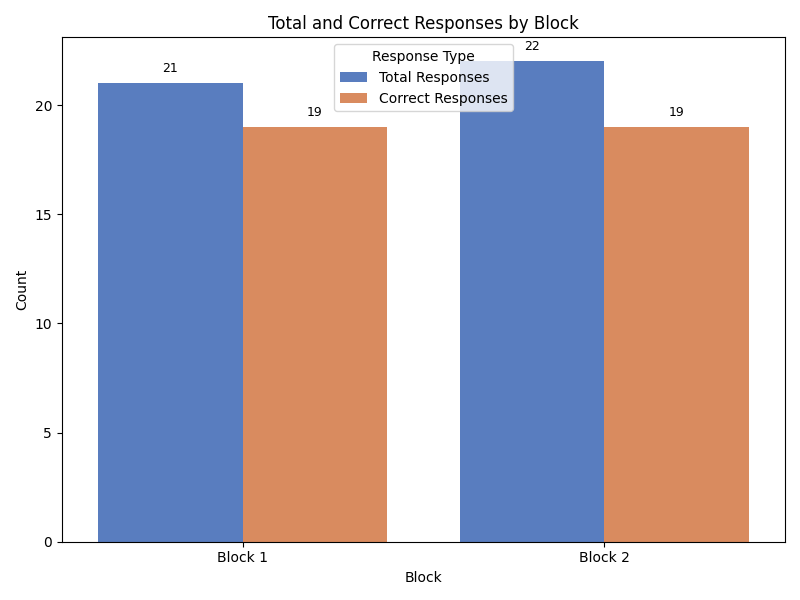 Total and Correct Responses by Block
Response Type
Total Responses
Correct Responses
21
19
22
19
Count
20
15
10
5
0
Block 1
Block 2
Block